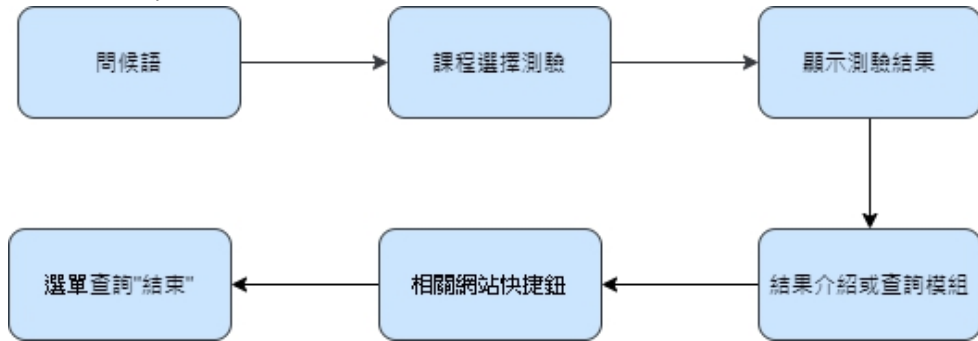 問候語
課程選擇測驗
顯示測驗結果
結果介紹或查詢模組
相關網站快捷鈕
選單查詢"結束"